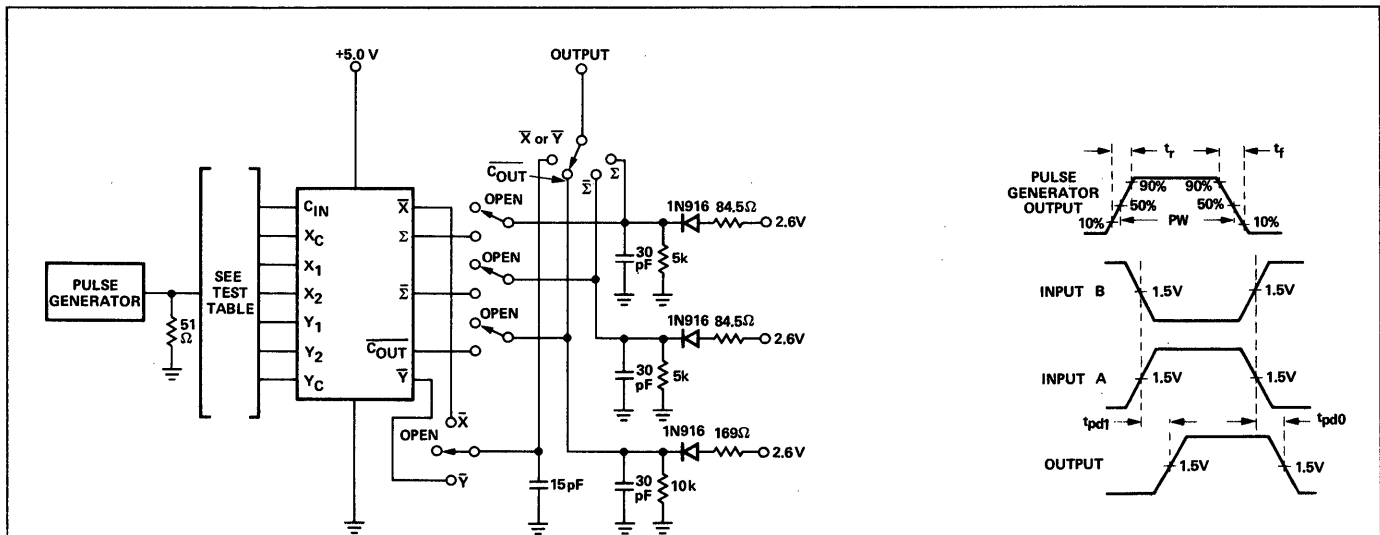 +5.0 V
OUTPUT
X̅ or Y̅
C̅O̅U̅T̅
Σ̅
Σ
PULSE GENERATOR
51 Ω
SEE TEST TABLE
CIN
XC
X1
X2
Y1
Y2
YC
X̅
Σ
Σ̅
C̅O̅U̅T̅
Y̅
OPEN
OPEN
OPEN
OPEN
X̅
Y̅
15pF
1N916 84.5Ω
2.6V
30 pF
5k
1N916 84.5Ω
2.6V
30 pF
5k
1N916 169Ω
2.6V
30 pF
10k
tr
tf
PULSE GENERATOR OUTPUT
90% 90%
50% 50%
10% PW 10%
INPUT B
1.5V 1.5V
INPUT A
1.5V 1.5V
tpd1 tpd0
OUTPUT
1.5V 1.5V